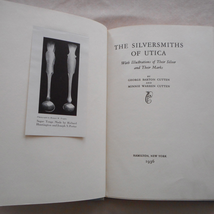 THE SILVERSMITHS
OF UTICA
With Illustrations of Their Silver
and Their Marks
BY
GEORGE BARTON CUTTEN
AND
MINNIE WARREN CUTTEN
HAMILTON, NEW YORK
1936